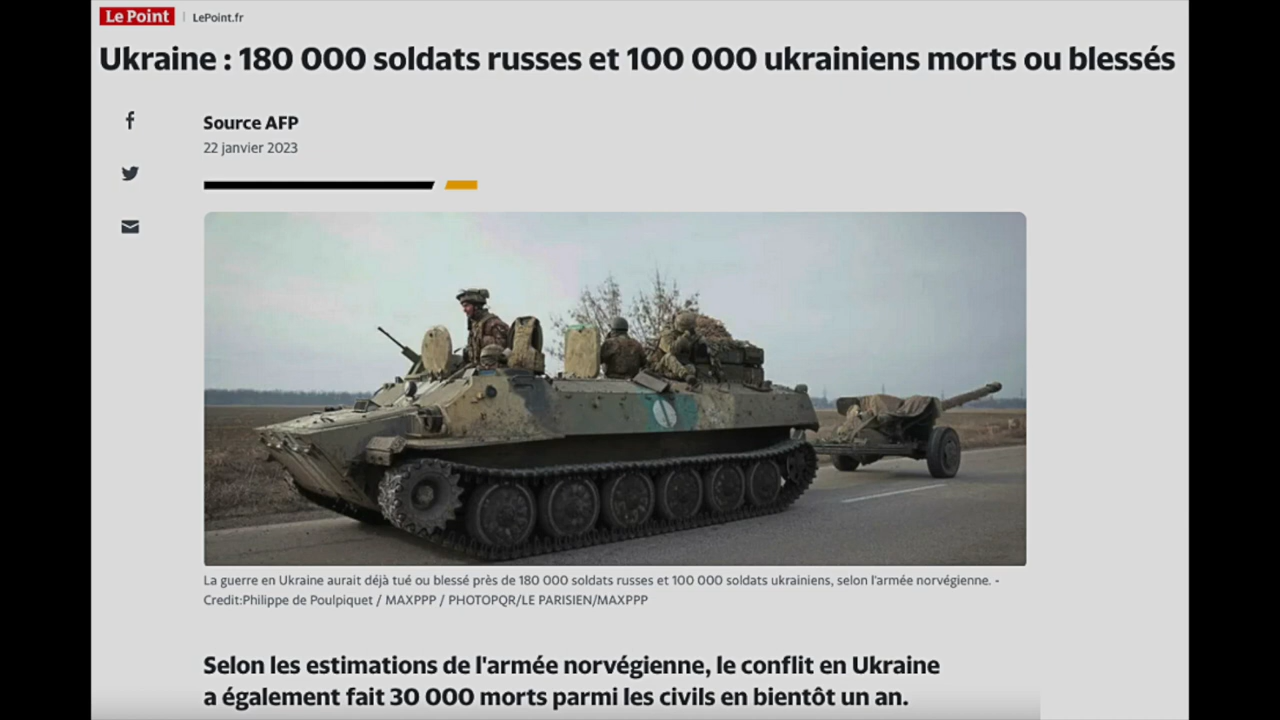 Le Point | LePoint.fr
Ukraine : 180 000 soldats russes et 100 000 ukrainiens morts ou blessés
Source AFP
22 janvier 2023
La guerre en Ukraine aurait déjà tué ou blessé près de 180 000 soldats russes et 100 000 soldats ukrainiens, selon l'armée norvégienne. -
Credit:Philippe de Poulpiquet / MAXPPP / PHOTOPQR/LE PARISIEN/MAXPPP
Selon les estimations de l'armée norvégienne, le conflit en Ukraine
a également fait 30 000 morts parmi les civils en bientôt un an.